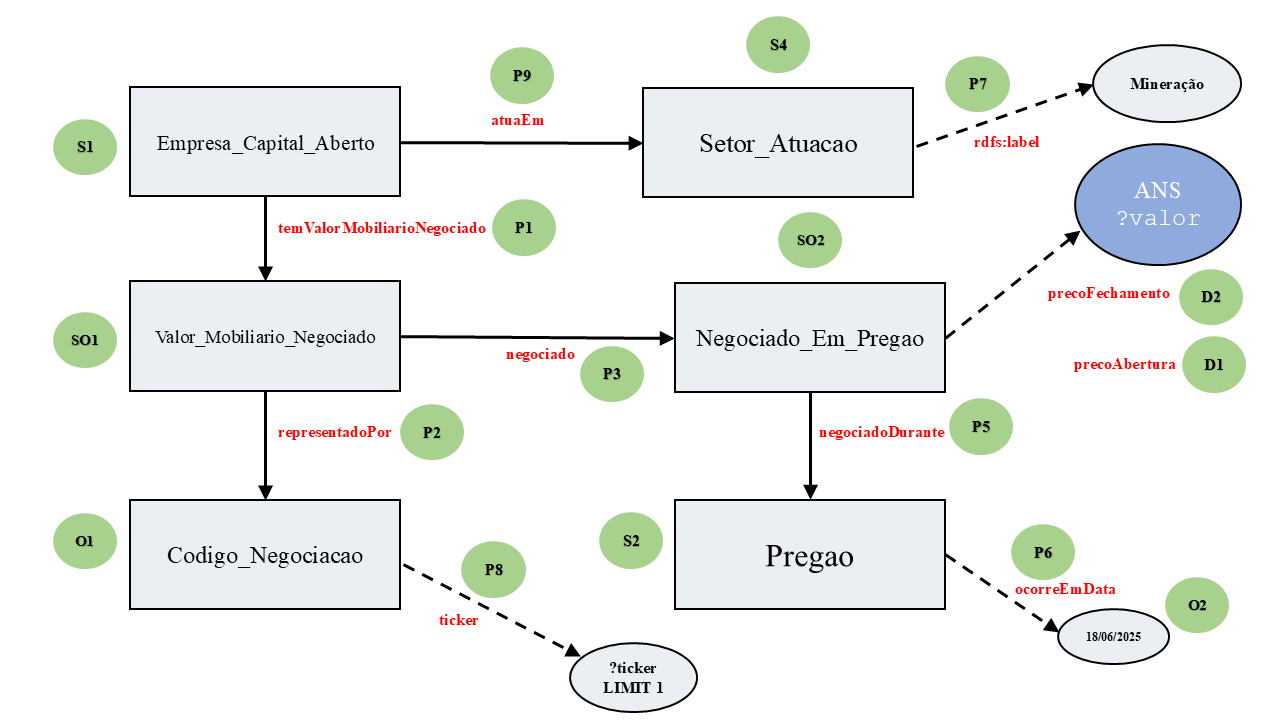 S4
P9
P7
Mineração
atuaEm
S1
Empresa_Capital_Aberto
Setor_Atuacao
rdfs:label
ANS
?valor
temValorMobiliarioNegociado
P1
SO2
precoFechamento
D2
SO1
Valor_Mobiliario_Negociado
negociado
P3
Negociado_Em_Pregao
precoAbertura
D1
representadoPor
P2
negociadoDurante
P5
O1
Codigo_Negociacao
P8
ticker
S2
Pregao
P6
ocorreEmData
O2
18/06/2025
?ticker
LIMIT 1